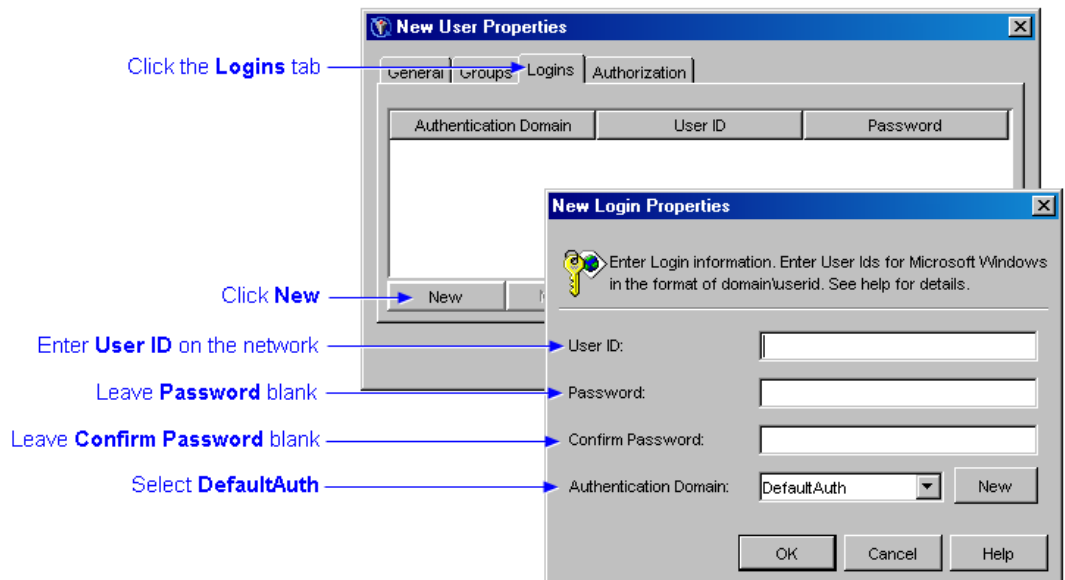 New User Properties
Click the Logins tab
General Groups Logins Authorization
Authentication Domain User ID Password
New Login Properties
Enter Login information. Enter User Ids for Microsoft Windows
in the format of domain\userid. See help for details.
Click New
New
Enter User ID on the network
User ID:
Leave Password blank
Password:
Leave Confirm Password blank
Confirm Password:
Select DefaultAuth
Authentication Domain: DefaultAuth New
OK Cancel Help